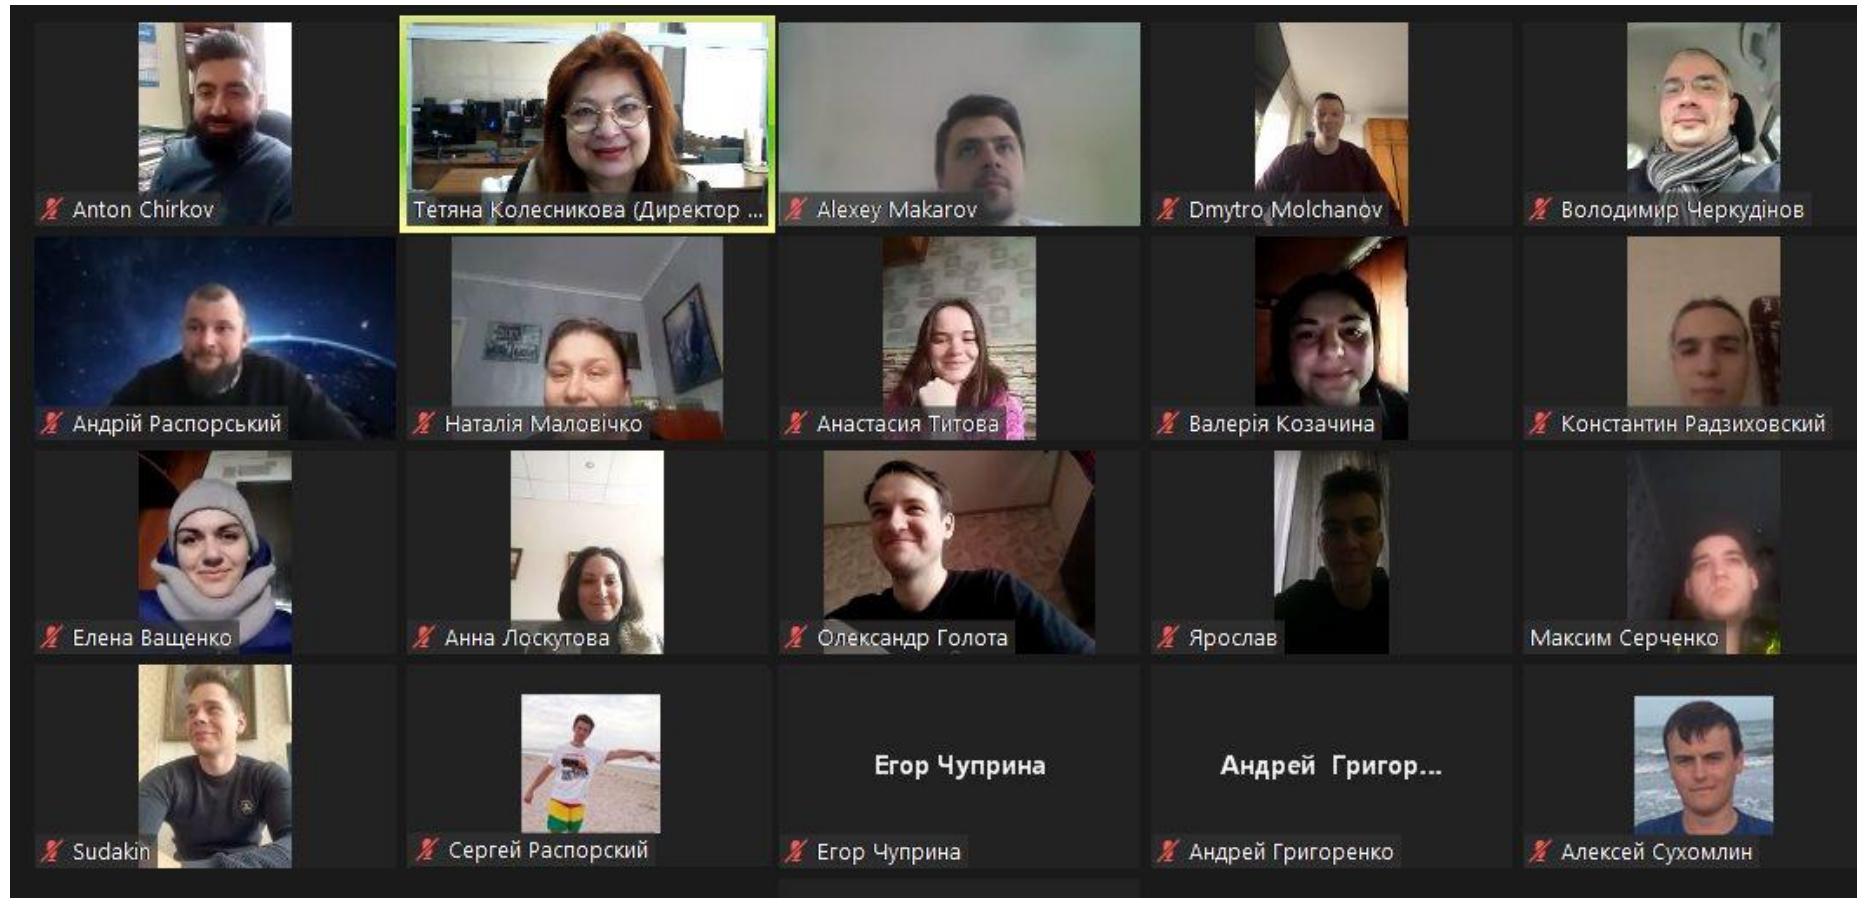 Anton Chirkov
Тетяна Колесникова (Директор ...
Alexey Makarov
Dmytro Molchanov
Володимир Черкудінов
Андрій Распорський
Наталія Маловічко
Анастасия Титова
Валерія Козачина
Константин Радзиховский
Елена Ващенко
Анна Лоскутова
Олександр Голота
Ярослав
Максим Серченко
Sudakin
Сергей Распорский
Егор Чуприна
Егор Чуприна
Андрей Григор...
Андрей Григоренко
Алексей Сухомлин